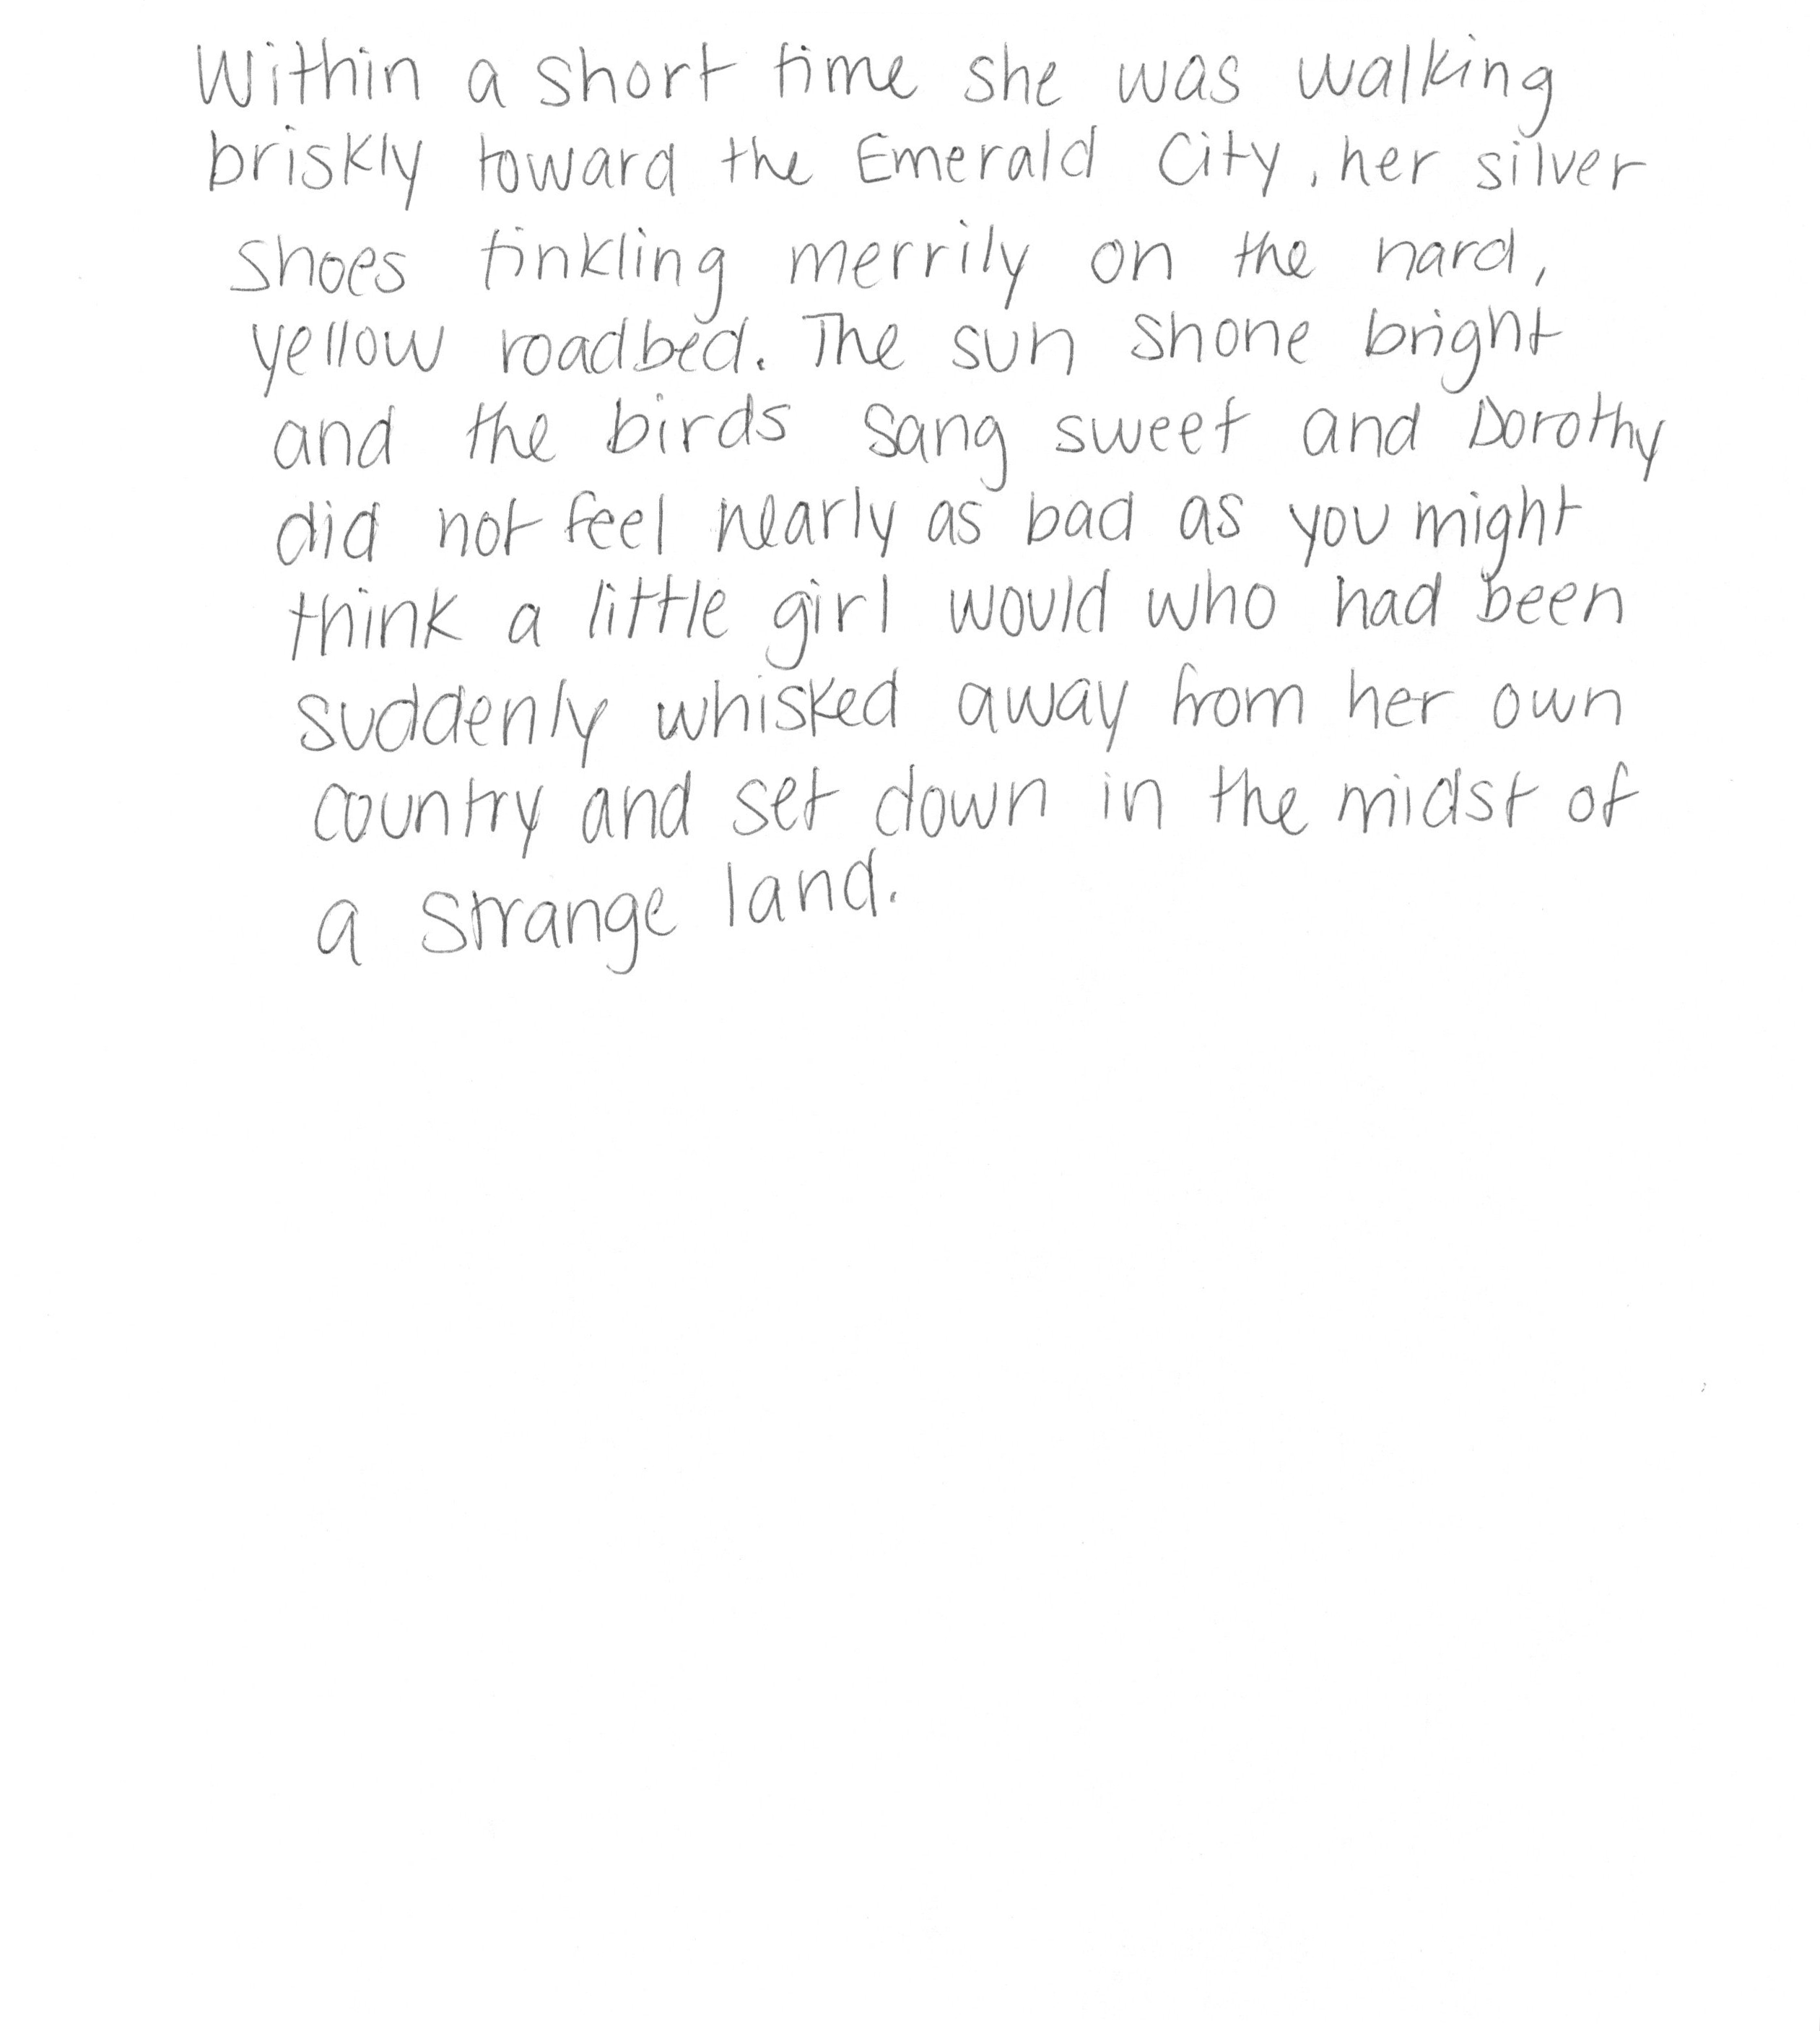 Within a short time she was walking
briskly toward the Emerald City, her silver
shoes tinkling merrily on the hard,
yellow roadbed. The sun shone bright
and the birds sang sweet and Dorothy
did not feel nearly as bad as you might
think a little girl would who had been
suddenly whisked away from her own
country and set down in the midst of
a strange land.